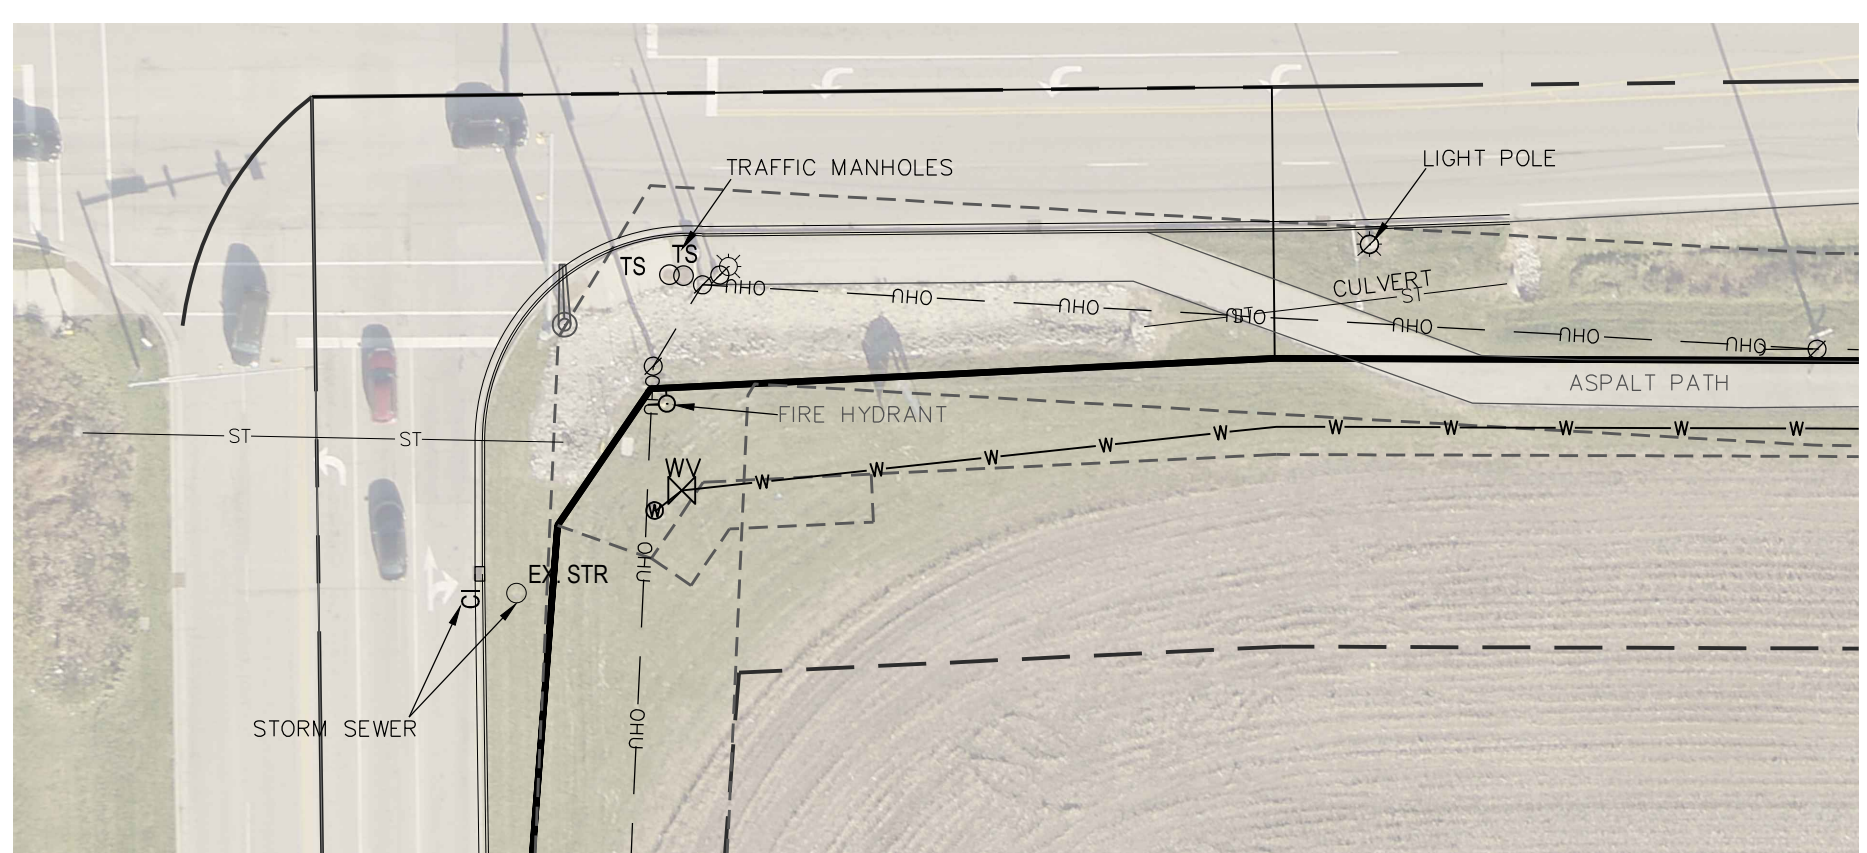 TRAFFIC MANHOLES
LIGHT POLE
TS
TS
OHU
OHU
OHU
OHU
OHU
OHU
OHU
CULVERT
ST
ASPALT PATH
OHU
FIRE HYDRANT
ST
ST
W
W
W
W
W
W
W
W
W
W
WV
W
OHU
EX. STR
CI
STORM SEWER
OHU